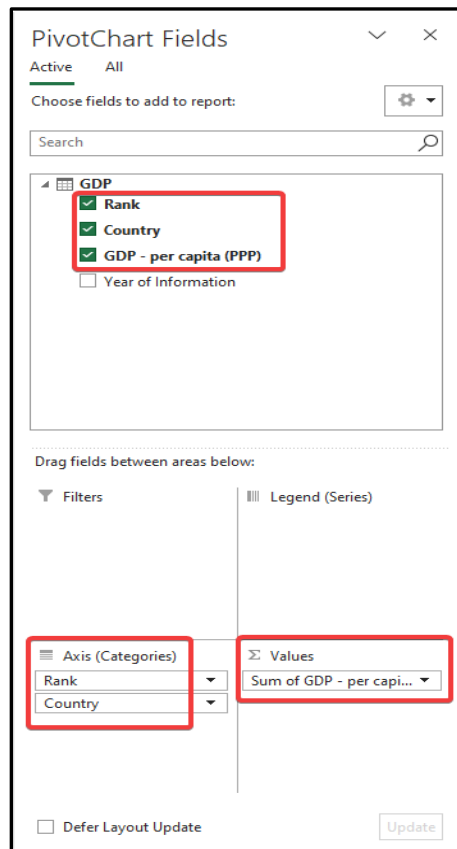 PivotChart Fields
Active All
Choose fields to add to report:
Search
GDP
Rank
Country
GDP - per capita (PPP)
Year of Information
Drag fields between areas below:
Filters
Legend (Series)
Axis (Categories)
Rank
Country
Values
Sum of GDP - per capi...
Defer Layout Update
Update